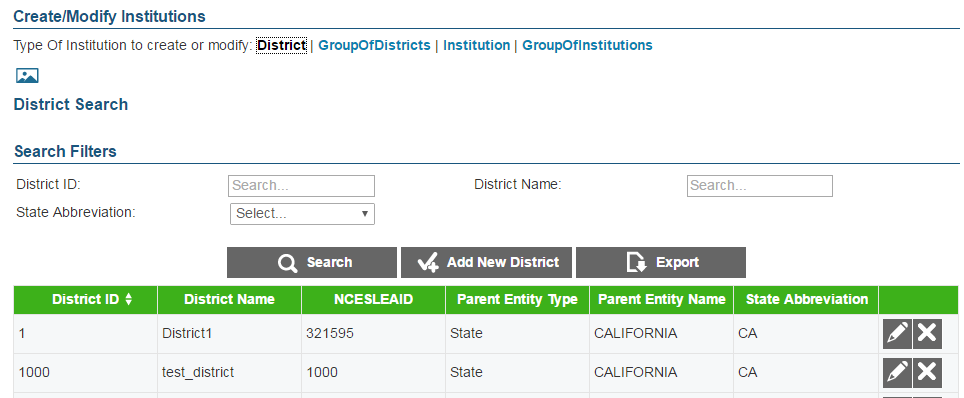 Create/Modify Institutions
Type Of Institution to create or modify: District | GroupOfDistricts | Institution | GroupOfInstitutions
District Search
Search Filters
District ID: Search... District Name: Search...
State Abbreviation: Select...
Search Add New District Export
District ID District Name NCESLEAID Parent Entity Type Parent Entity Name State Abbreviation
1 District1 321595 State CALIFORNIA CA
1000 test_district 1000 State CALIFORNIA CA